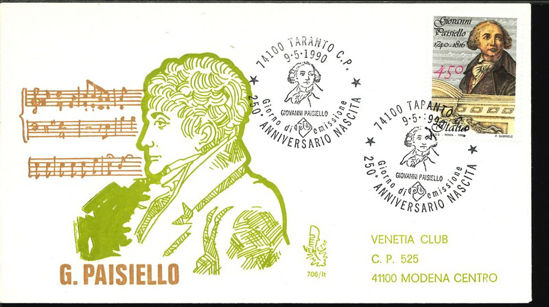 Giovanni
Paisiello
1740-1816
450
Italia
74100 TARANTO C.P.
9-5-1990
GIOVANNI PAISIELLO
Giorno di emissione
250° ANNIVERSARIO NASCITA
74100 TARANTO
9-5-1990
GIOVANNI PAISIELLO
Giorno di emissione
250° ANNIVERSARIO NASCITA
G. PAISIELLO
706/It
VENETIA CLUB
C. P. 525
41100 MODENA CENTRO